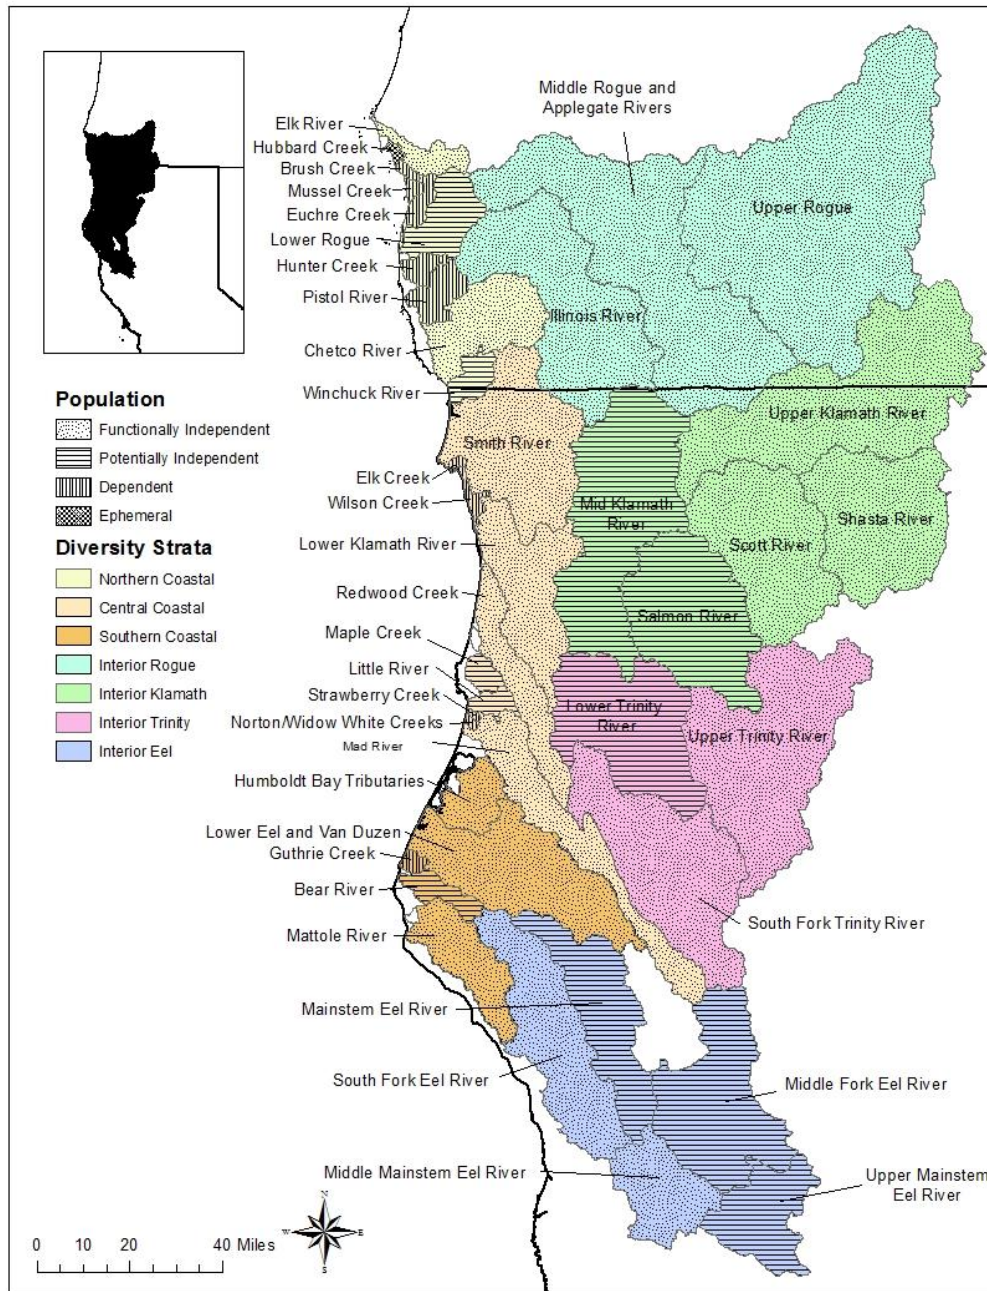 Middle Rogue and
Applegate Rivers
Elk River
Hubbard Creek
Brush Creek
Mussel Creek
Euchre Creek
Lower Rogue
Hunter Creek
Pistol River
Chetco River
Winchuck River
Upper Rogue
Illinois River
Upper Klamath River
Smith River
Elk Creek
Wilson Creek
Mid Klamath
River
Shasta River
Scott River
Lower Klamath River
Redwood Creek
Salmon River
Maple Creek
Little River
Strawberry Creek
Norton/Widow White Creeks
Mad River
Lower Trinity
River
Upper Trinity River
Humboldt Bay Tributaries
Lower Eel and Van Duzen
Guthrie Creek
Bear River
Mattole River
South Fork Trinity River
Mainstem Eel River
South Fork Eel River
Middle Fork Eel River
Middle Mainstem Eel River
Upper Mainstem
Eel River
Population
Functionally Independent
Potentially Independent
Dependent
Ephemeral
Diversity Strata
Northern Coastal
Central Coastal
Southern Coastal
Interior Rogue
Interior Klamath
Interior Trinity
Interior Eel
N
W
E
S
0 10 20 40 Miles